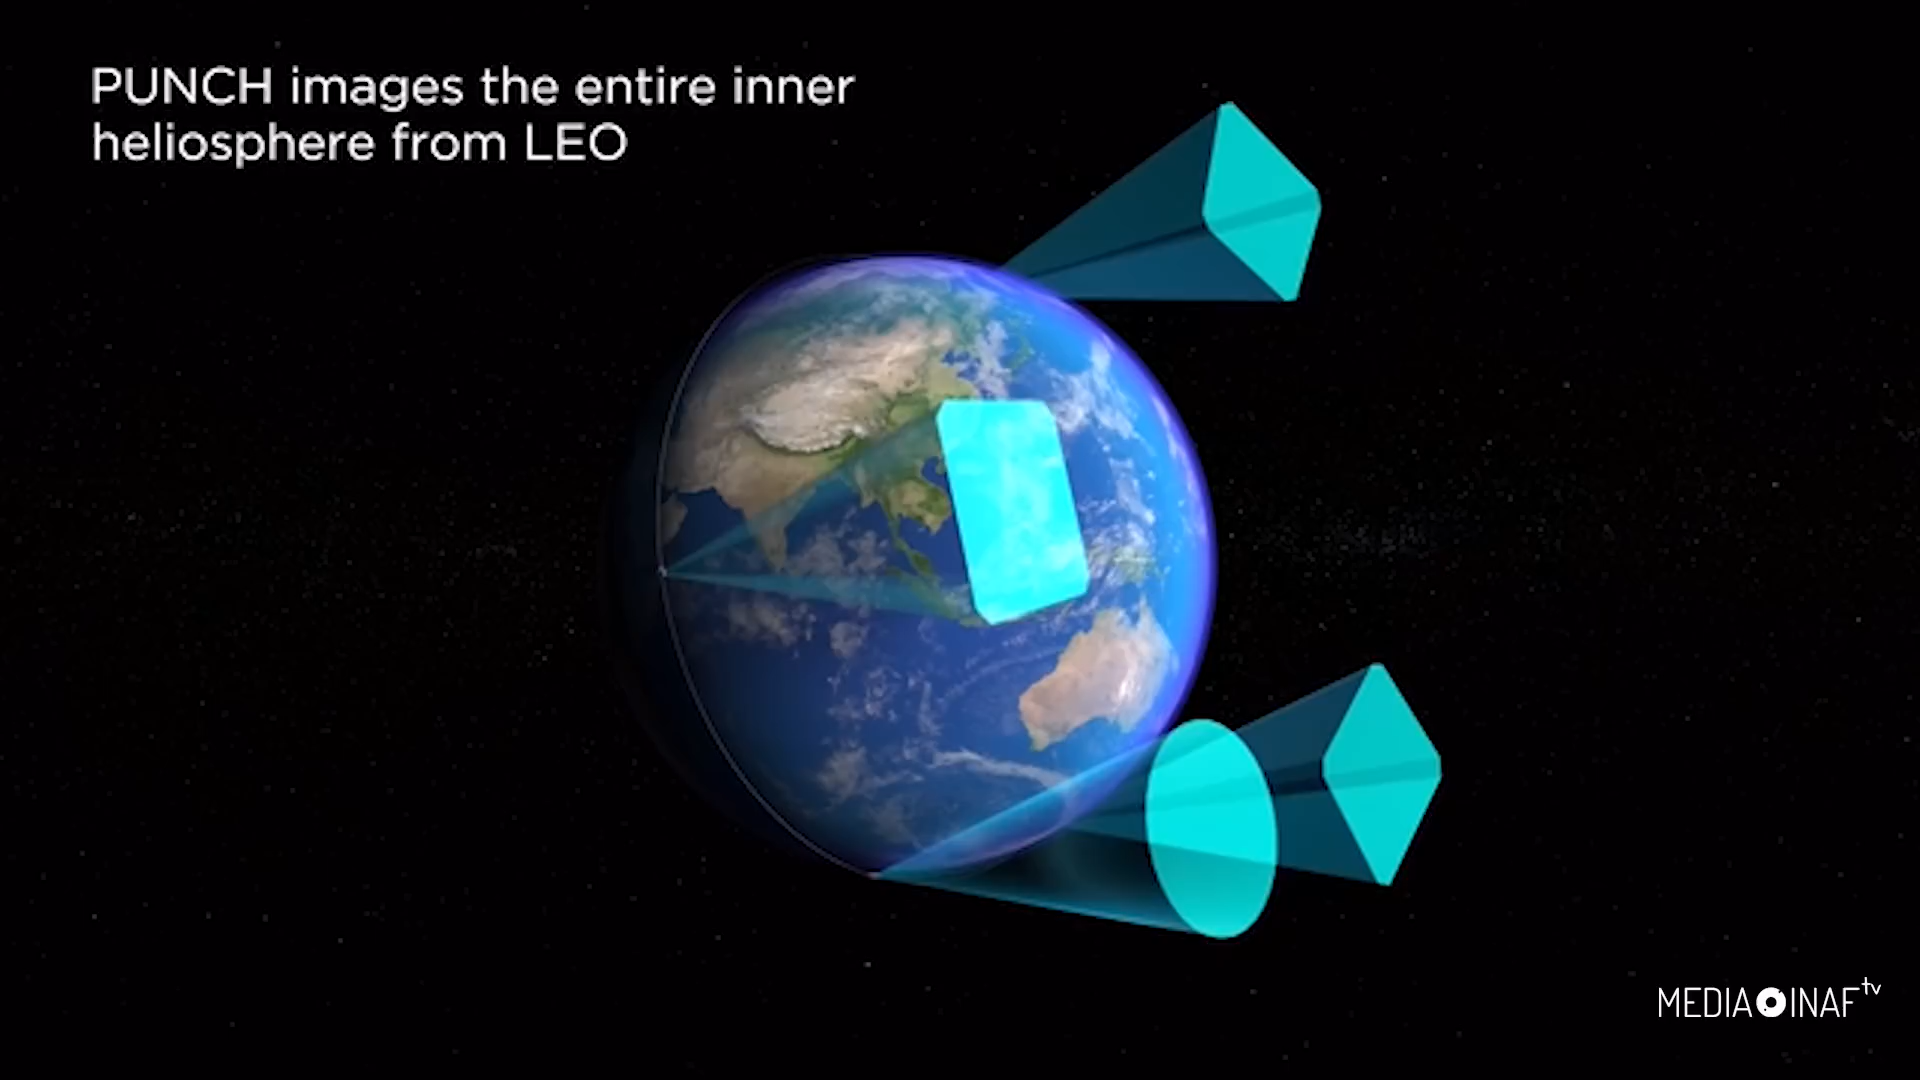 PUNCH images the entire inner
heliosphere from LEO
MEDIA INAF tv